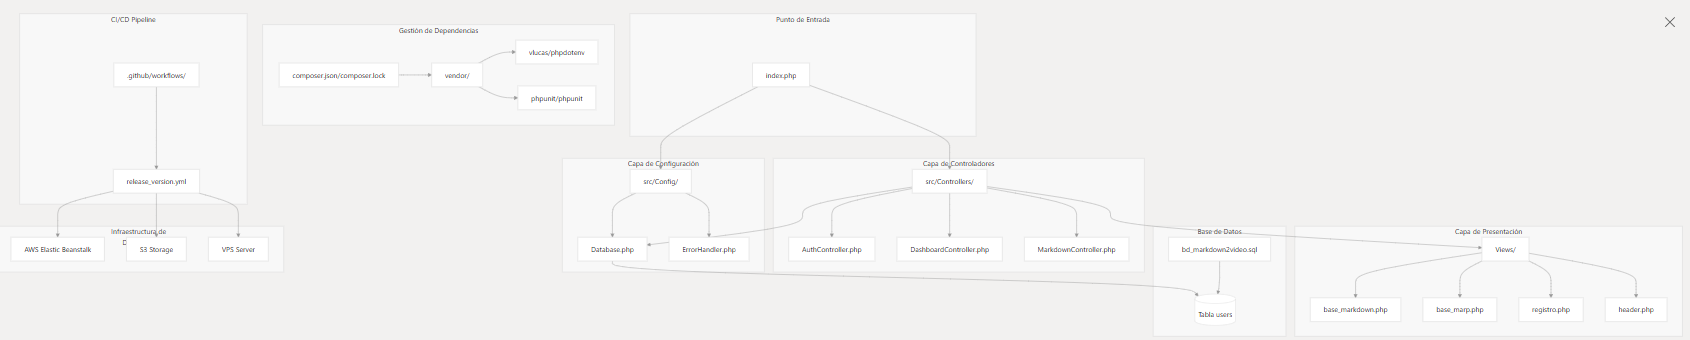 CI/CD Pipeline
.github/workflows/
release_version.yml
Infraestructura de
D
AWS Elastic Beanstalk
S3 Storage
VPS Server
Gestión de Dependencias
composer.json/composer.lock
vendor/
vlucas/phpdotenv
phpunit/phpunit
Punto de Entrada
index.php
Capa de Configuración
src/Config/
Database.php
ErrorHandler.php
Capa de Controladores
src/Controllers/
AuthController.php
DashboardController.php
MarkdownController.php
Base de Datos
bd_markdown2video.sql
Tabla users
Capa de Presentación
Views/
base_markdown.php
base_marp.php
registro.php
header.php